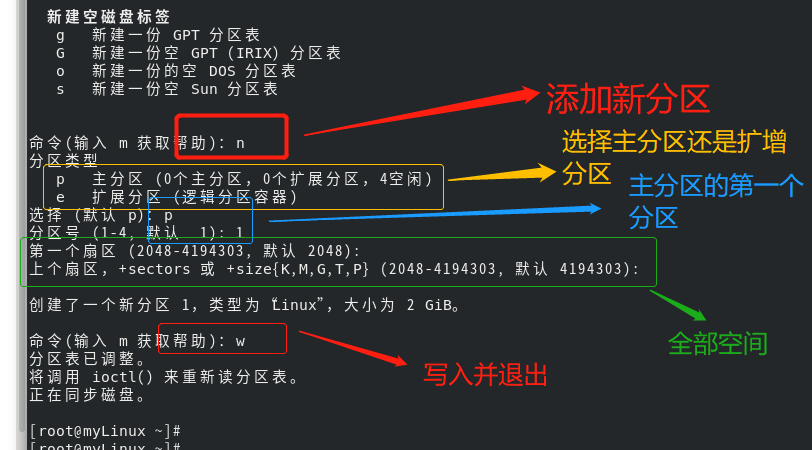 新建空磁盘标签
g 新建一份 GPT 分区表
G 新建一份空 GPT (IRIX) 分区表
o 新建一份的空 DOS 分区表
s 新建一份空 Sun 分区表
命令(输入 m 获取帮助): n
添加新分区
分区类型
p 主分区 (0个主分区, 0个扩展分区, 4空闲)
e 扩展分区 (逻辑分区容器)
选择主分区还是扩增
分区
选择 (默认 p): p
分区号 (1-4, 默认 1): 1
主分区的第一个
分区
第一个扇区 (2048-4194303, 默认 2048):
上个扇区, +sectors 或 +size{K,M,G,T,P} (2048-4194303, 默认 4194303):
全部空间
创建了一个新分区 1, 类型为“Linux”, 大小为 2 GiB。
命令(输入 m 获取帮助): w
写入并退出
分区表已调整。
将调用 ioctl() 来重新读分区表。
正在同步磁盘。
[root@myLinux ~]#
[root@myLinux ~]#